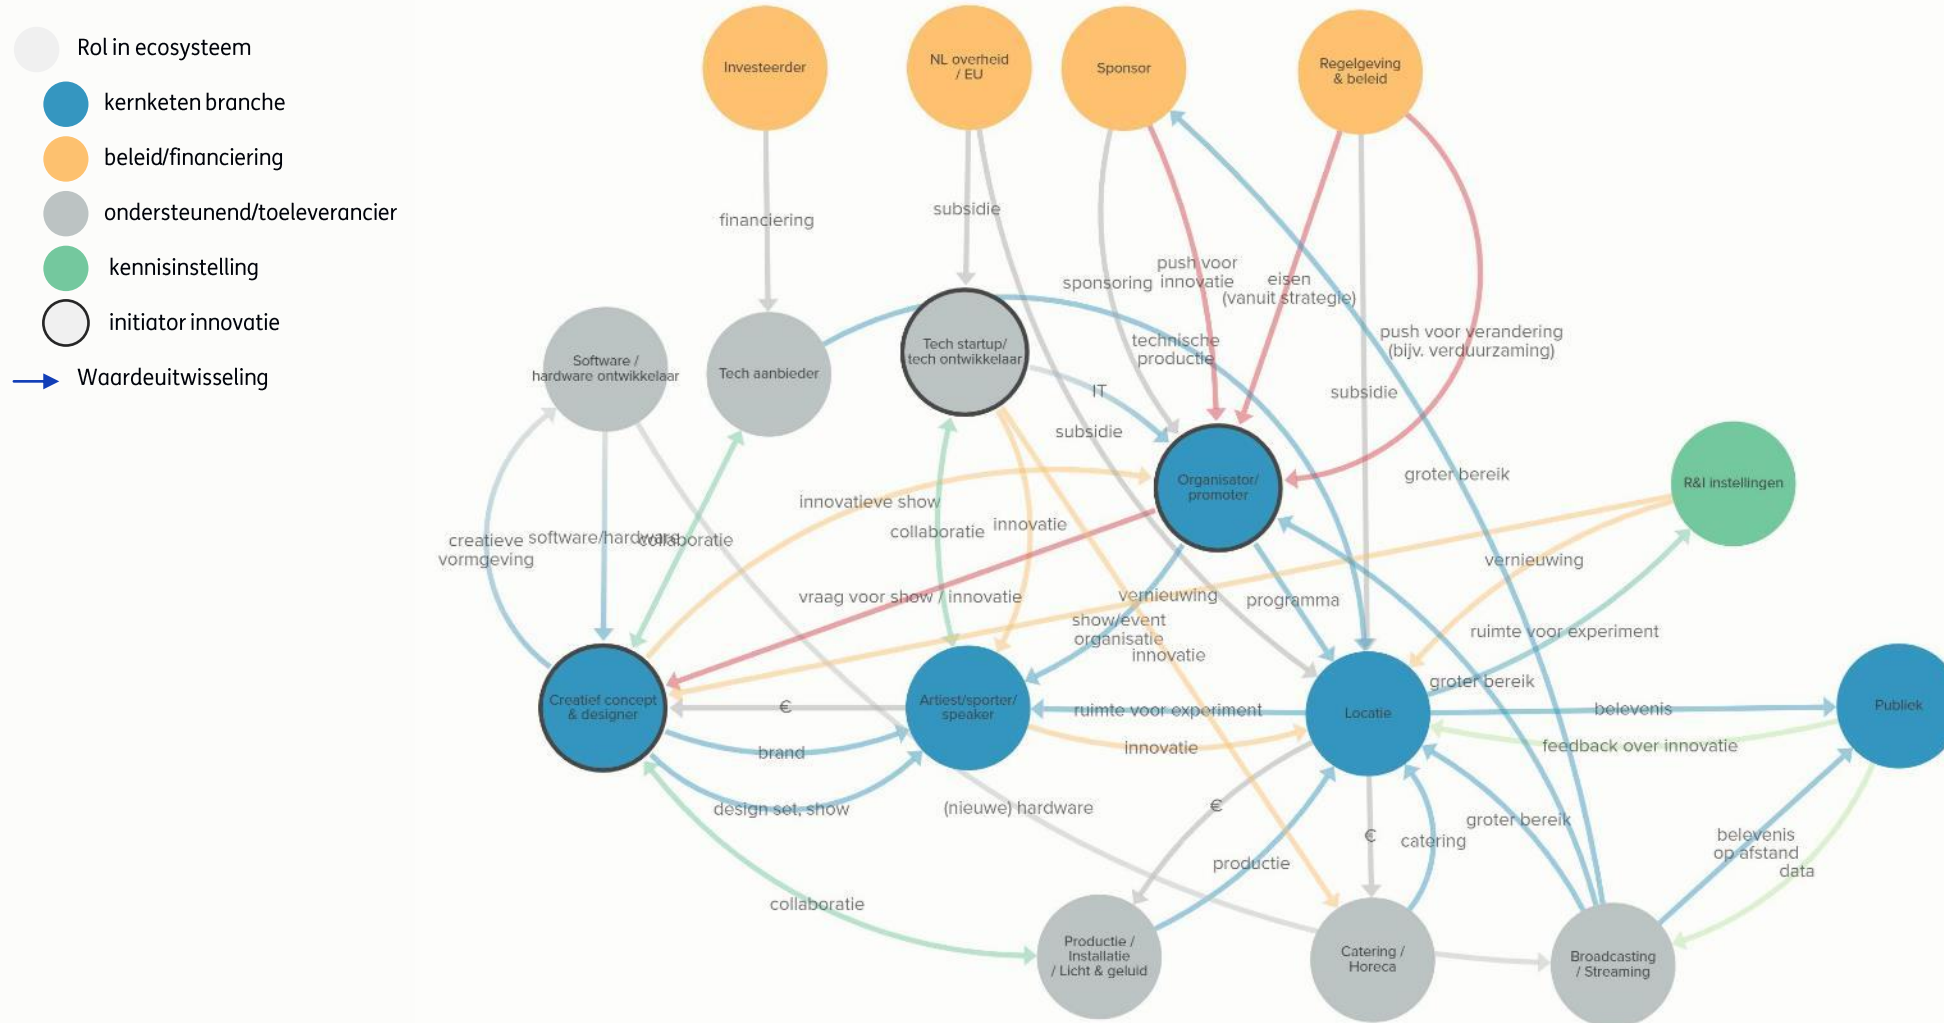 Rol in ecosysteem
kernketen branche
beleid/financiering
ondersteunend/toeleverancier
kennisinstelling
initiator innovatie
Waardeuitwisseling
Investeerder
NL overheid
/ EU
Sponsor
Regelgeving
& beleid
financiering
subsidie
sponsoring
push voor
innovatie
eisen
(vanuit strategie)
push voor verandering
(bijv. verduurzaming)
technische
productie
Software /
hardware ontwikkelaar
Tech aanbieder
Tech startup/
tech ontwikkelaar
IT
subsidie
subsidie
groter bereik
Organisator/
promoter
R&I instellingen
innovatieve show
collaboratie
innovatie
creatieve
vormgeving
software/hardware
collaboratie
vernieuwing
vraag voor show / innovatie
vernieuwing
programma
show/event
organisatie
innovatie
ruimte voor experiment
groter bereik
Creatief concept
& designer
€
Artiest/sporter/
speaker
ruimte voor experiment
Locatie
belevenis
Publiek
brand
innovatie
feedback over innovatie
design set, show
(nieuwe) hardware
€
€
catering
groter bereik
productie
belevenis
op afstand
data
collaboratie
Productie /
Installatie
/ Licht & geluid
Catering /
Horeca
Broadcasting
/ Streaming